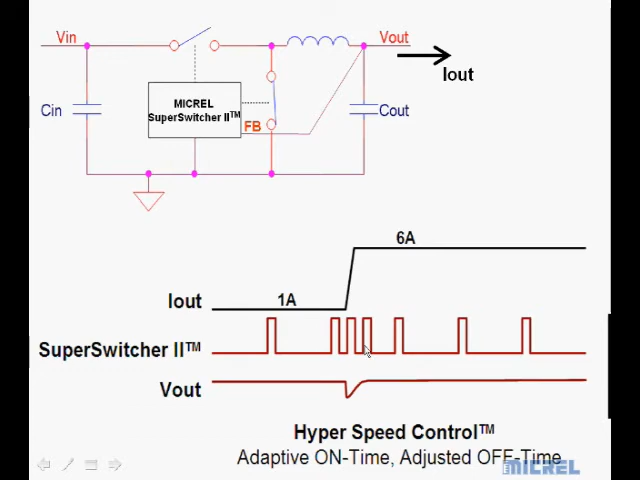 Vin
Vout
Iout
Cin
MICREL
SuperSwitcher II™
FB
Cout
6A
Iout
1A
SuperSwitcher II™
Vout
Hyper Speed Control™
Adaptive ON-Time, Adjusted OFF-Time
MICREL